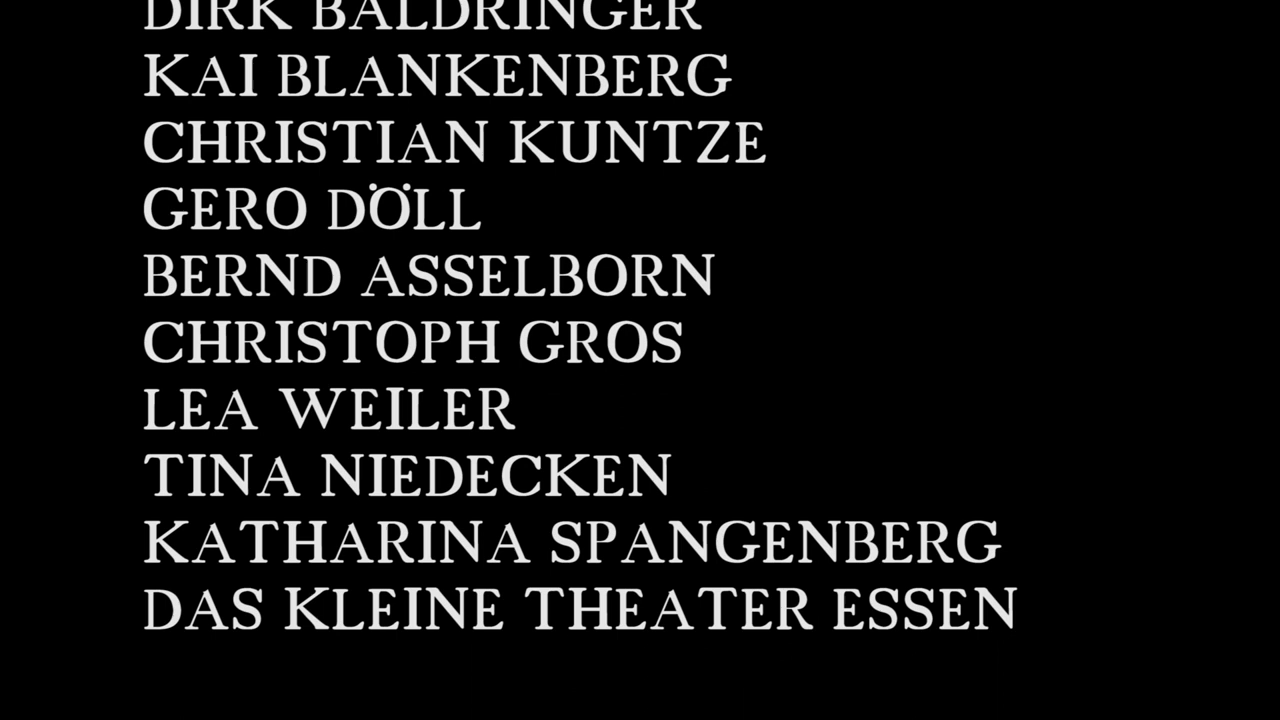 DIRK BALDRINGER
KAI BLANKENBERG
CHRISTIAN KUNTZE
GERO DÖLL
BERND ASSELBORN
CHRISTOPH GROS
LEA WEILER
TINA NIEDECKEN
KATHARINA SPANGENBERG
DAS KLEINE THEATER ESSEN